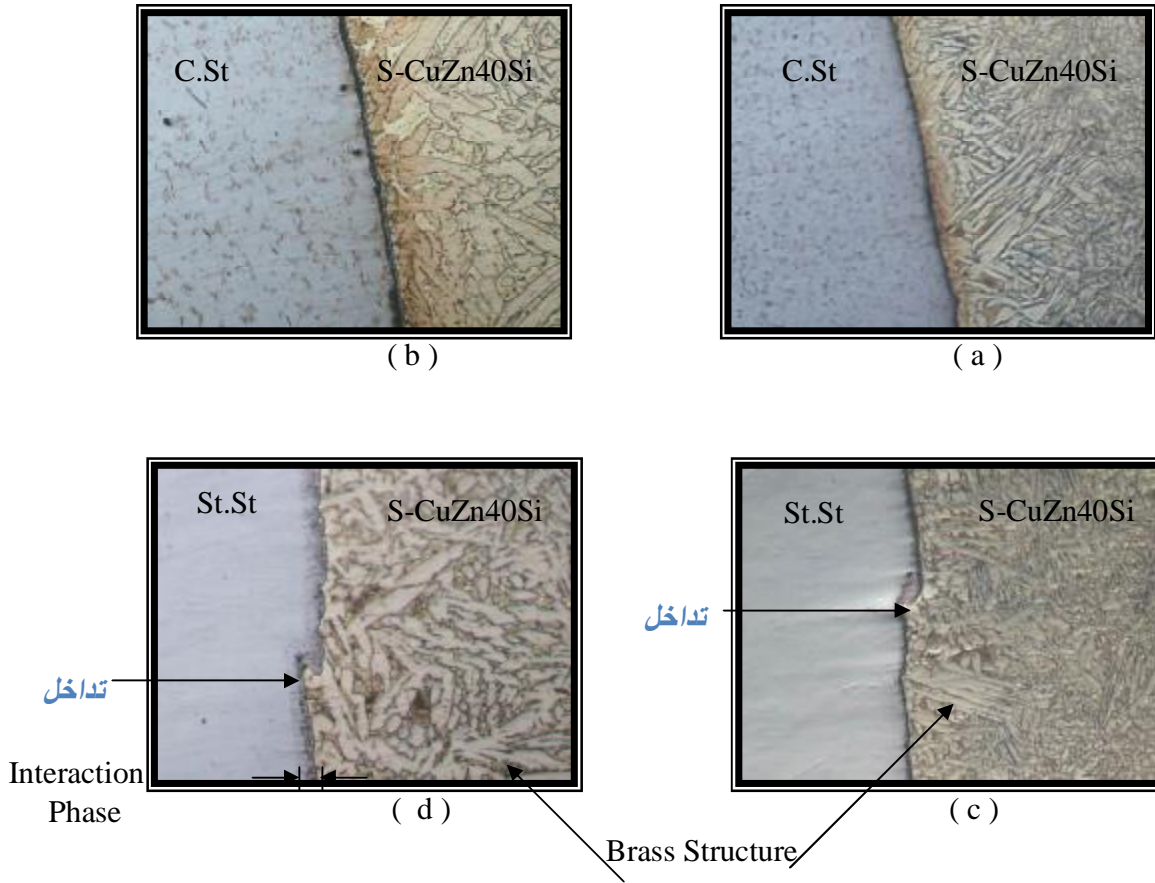 C.St
S-CuZn40Si
C.St
S-CuZn40Si
( b )
( a )
St.St
S-CuZn40Si
St.St
S-CuZn40Si
تداخل
تداخل
Interaction
Phase
( d )
( c )
Brass Structure